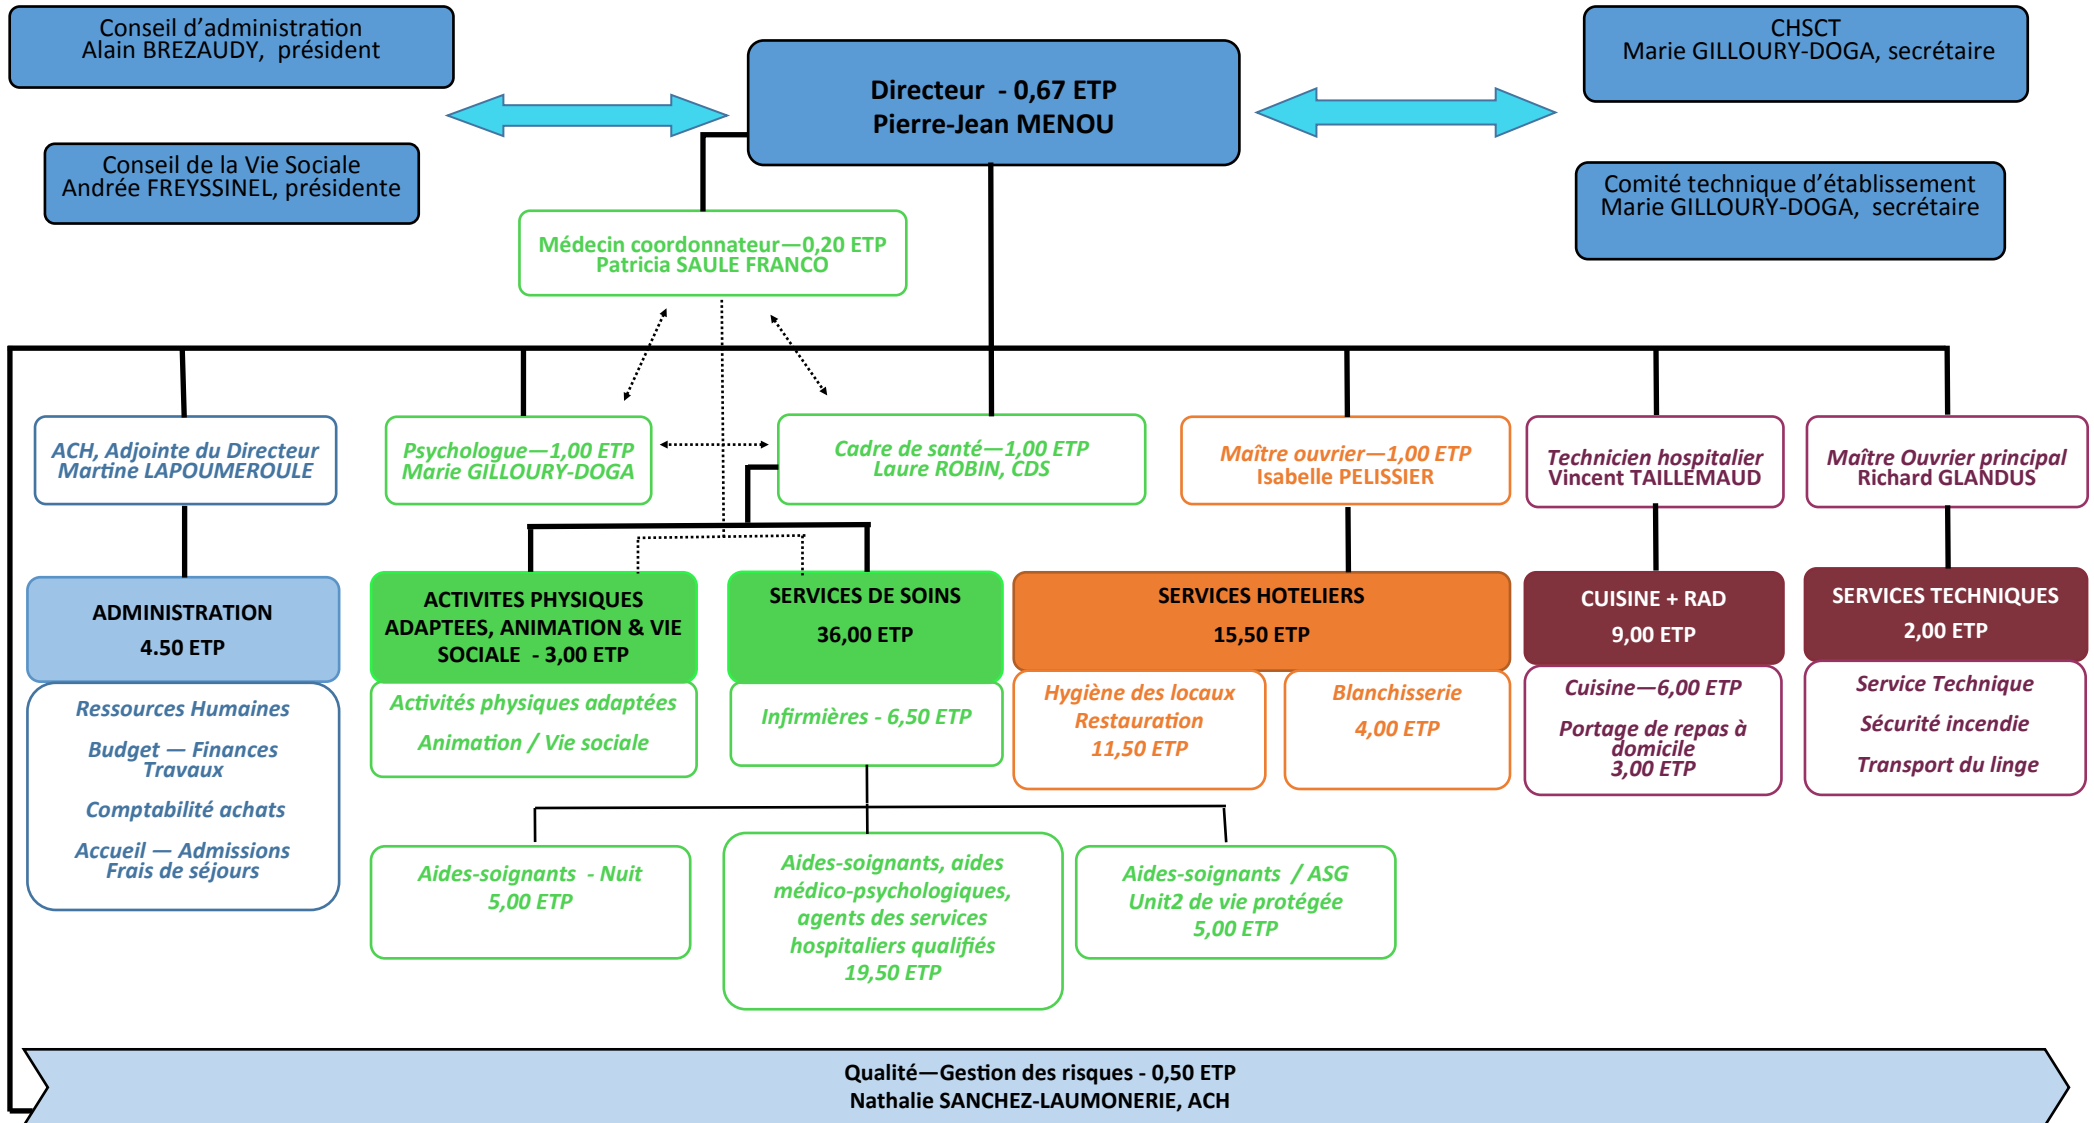 Conseil d’administration
Alain BREZAUDY, président
CHSCT
Marie GILLOURY-DOGA, secrétaire
Directeur - 0,67 ETP
Pierre-Jean MENOU
Conseil de la Vie Sociale
Andrée FREYSSINEL, présidente
Comité technique d’établissement
Marie GILLOURY-DOGA, secrétaire
Médecin coordonnateur—0,20 ETP
Patricia SAULE FRANCO
ACH, Adjointe du Directeur
Martine LAPOUMEROULE
Psychologue—1,00 ETP
Marie GILLOURY-DOGA
Cadre de santé—1,00 ETP
Laure ROBIN, CDS
Maître ouvrier—1,00 ETP
Isabelle PELISSIER
Technicien hospitalier
Vincent TAILLEMAUD
Maître Ouvrier principal
Richard GLANDUS
ADMINISTRATION
4.50 ETP
ACTIVITES PHYSIQUES
ADAPTEES, ANIMATION & VIE
SOCIALE - 3,00 ETP
SERVICES DE SOINS
36,00 ETP
SERVICES HOTELIERS
15,50 ETP
CUISINE + RAD
9,00 ETP
SERVICES TECHNIQUES
2,00 ETP
Ressources Humaines
Budget — Finances
Travaux
Comptabilité achats
Accueil — Admissions
Frais de séjours
Activités physiques adaptées
Animation / Vie sociale
Infirmières - 6,50 ETP
Hygiène des locaux
Restauration
11,50 ETP
Blanchisserie
4,00 ETP
Cuisine—6,00 ETP
Portage de repas à
domicile
3,00 ETP
Service Technique
Sécurité incendie
Transport du linge
Aides-soignants - Nuit
5,00 ETP
Aides-soignants, aides
médico-psychologiques,
agents des services
hospitaliers qualifiés
19,50 ETP
Aides-soignants / ASG
Unit2 de vie protégée
5,00 ETP
Qualité—Gestion des risques - 0,50 ETP
Nathalie SANCHEZ-LAUMONERIE, ACH